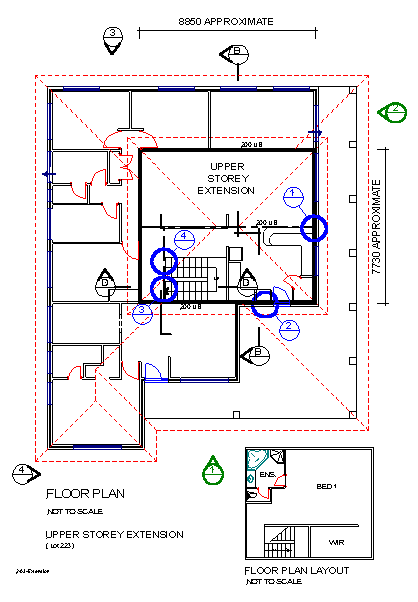 8850 APPROXIMATE
3
B
2
200 UB
UPPER
STOREY
EXTENSION
1
7730 APPROXIMATE
200 UB
4
D
D
3
200 UB
2
B
4
1
FLOOR PLAN
NOT TO SCALE
UPPER STOREY EXTENSION
( Lot 223 )
ENS.
BED 1
WIR
FLOOR PLAN LAYOUT
NOT TO SCALE